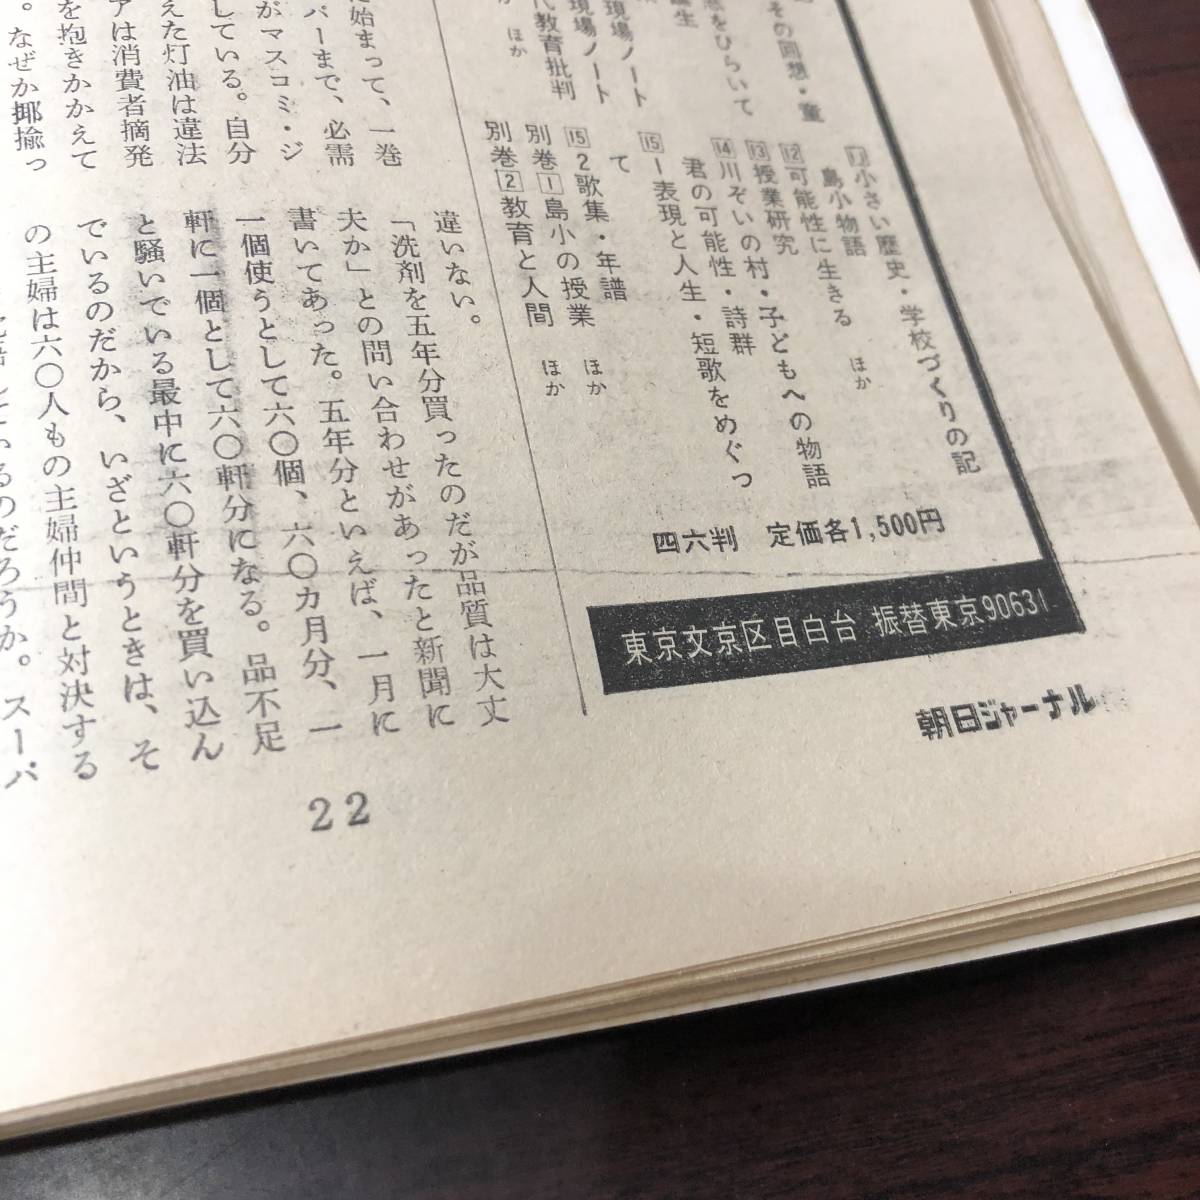 その回想・童
⑪小さい歴史・学校づくりの記
島小物語
⑫可能性に生きる　ほか
⑬授業研究
⑭川ぞいの村・子どもへの物語
君の可能性・詩群
⑮―1表現と人生・短歌をめぐっ
て
⑮―2歌集・年譜　ほか
別巻1島小の授業　ほか
別巻2教育と人間
をひらいて
現場ノート
現場ノート
代教育批判
ほか
四六判　定価各1,500円
東京文京区目白台　振替東京90631
朝日ジャーナル
始まって、一巻
パーまで、必需
がマスコミ・ジ
している。自分
えた灯油は違法
アは消費者摘発
を抱きかかえて
。なぜか揶揄っ
違いない。
「洗剤を五年分買ったのだが品質は大丈
夫か」との問い合わせがあったと新聞に
書いてあった。五年分といえば、一月に
一個使うとして六〇個、六〇カ月分、一
軒に一個として六〇軒分になる。品不足
と騒いでいる最中に六〇軒分を買い込ん
でいるのだから、いざというときは、そ
の主婦は六〇人もの主婦仲間と対決する
しているのだろうか。スーパ
22